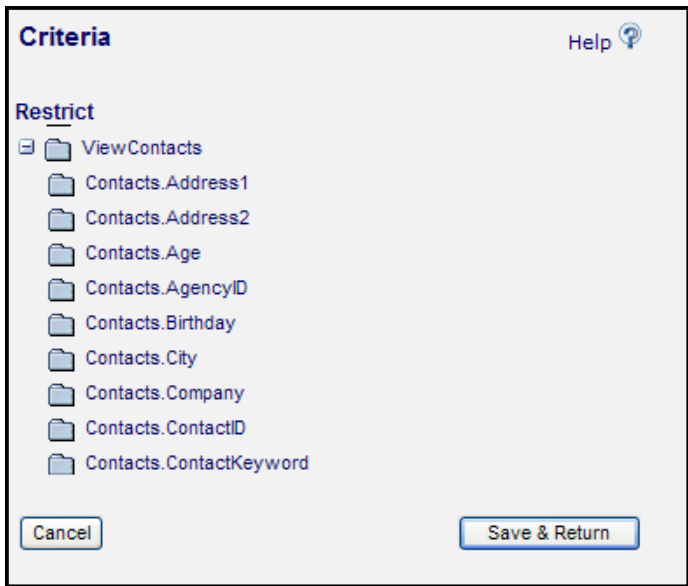 Criteria
Help
Restrict
ViewContacts
Contacts.Address1
Contacts.Address2
Contacts.Age
Contacts.AgencyID
Contacts.Birthday
Contacts.City
Contacts.Company
Contacts.ContactID
Contacts.ContactKeyword
Cancel
Save & Return